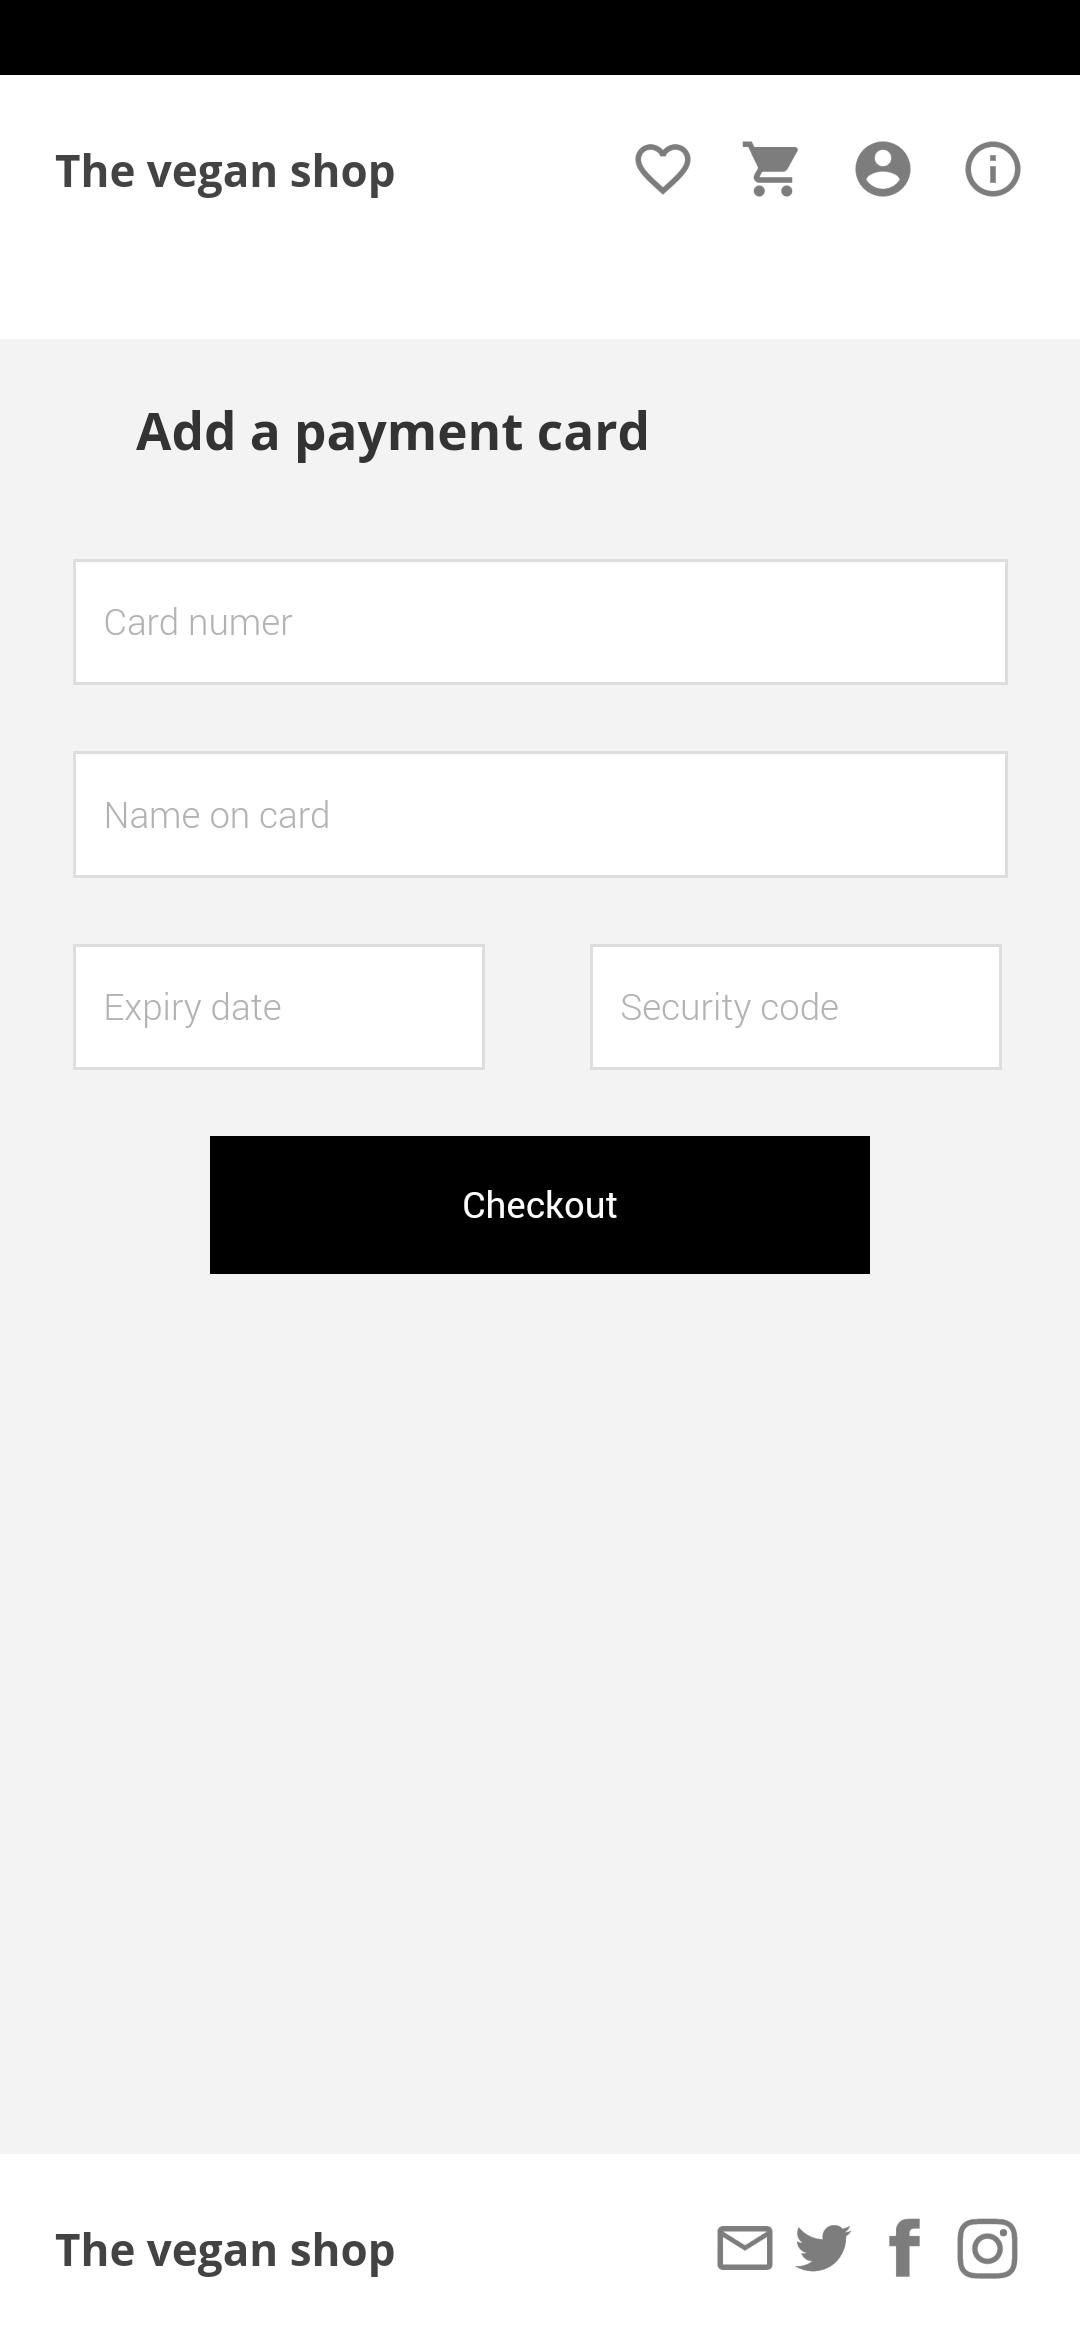 The vegan shop
Add a payment card
Card numer
Name on card
Expiry date
Security code
Checkout
The vegan shop